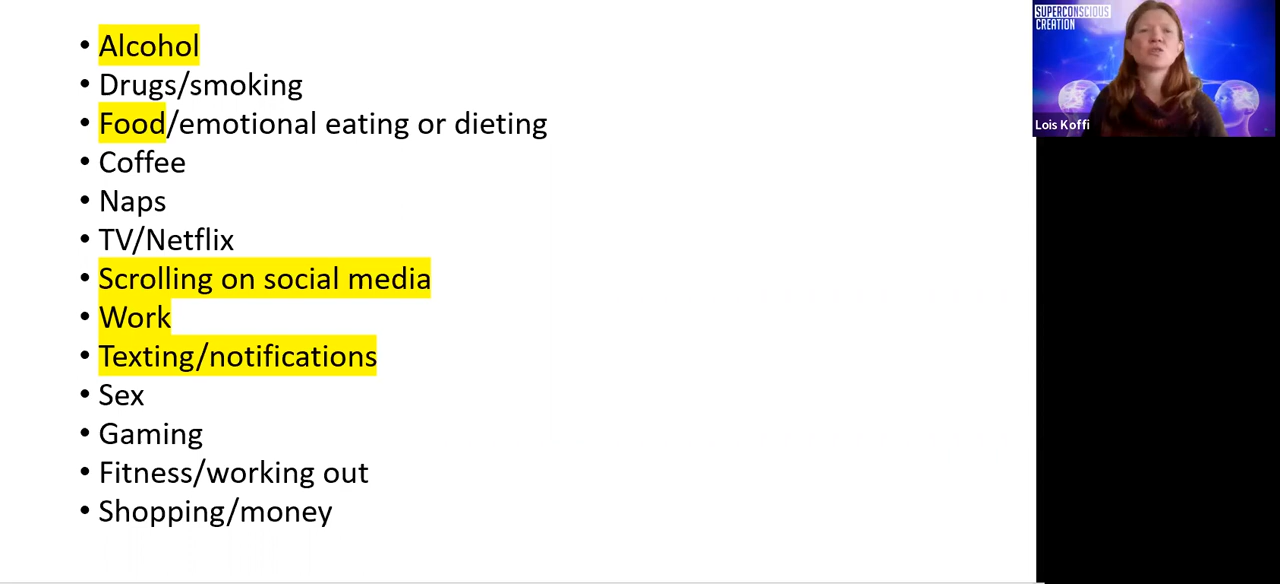 • Alcohol
• Drugs/smoking
• Food/emotional eating or dieting
• Coffee
• Naps
• TV/Netflix
• Scrolling on social media
• Work
• Texting/notifications
• Sex
• Gaming
• Fitness/working out
• Shopping/money
SUPERCONSCIOUS
CREATION
Lois Koffi